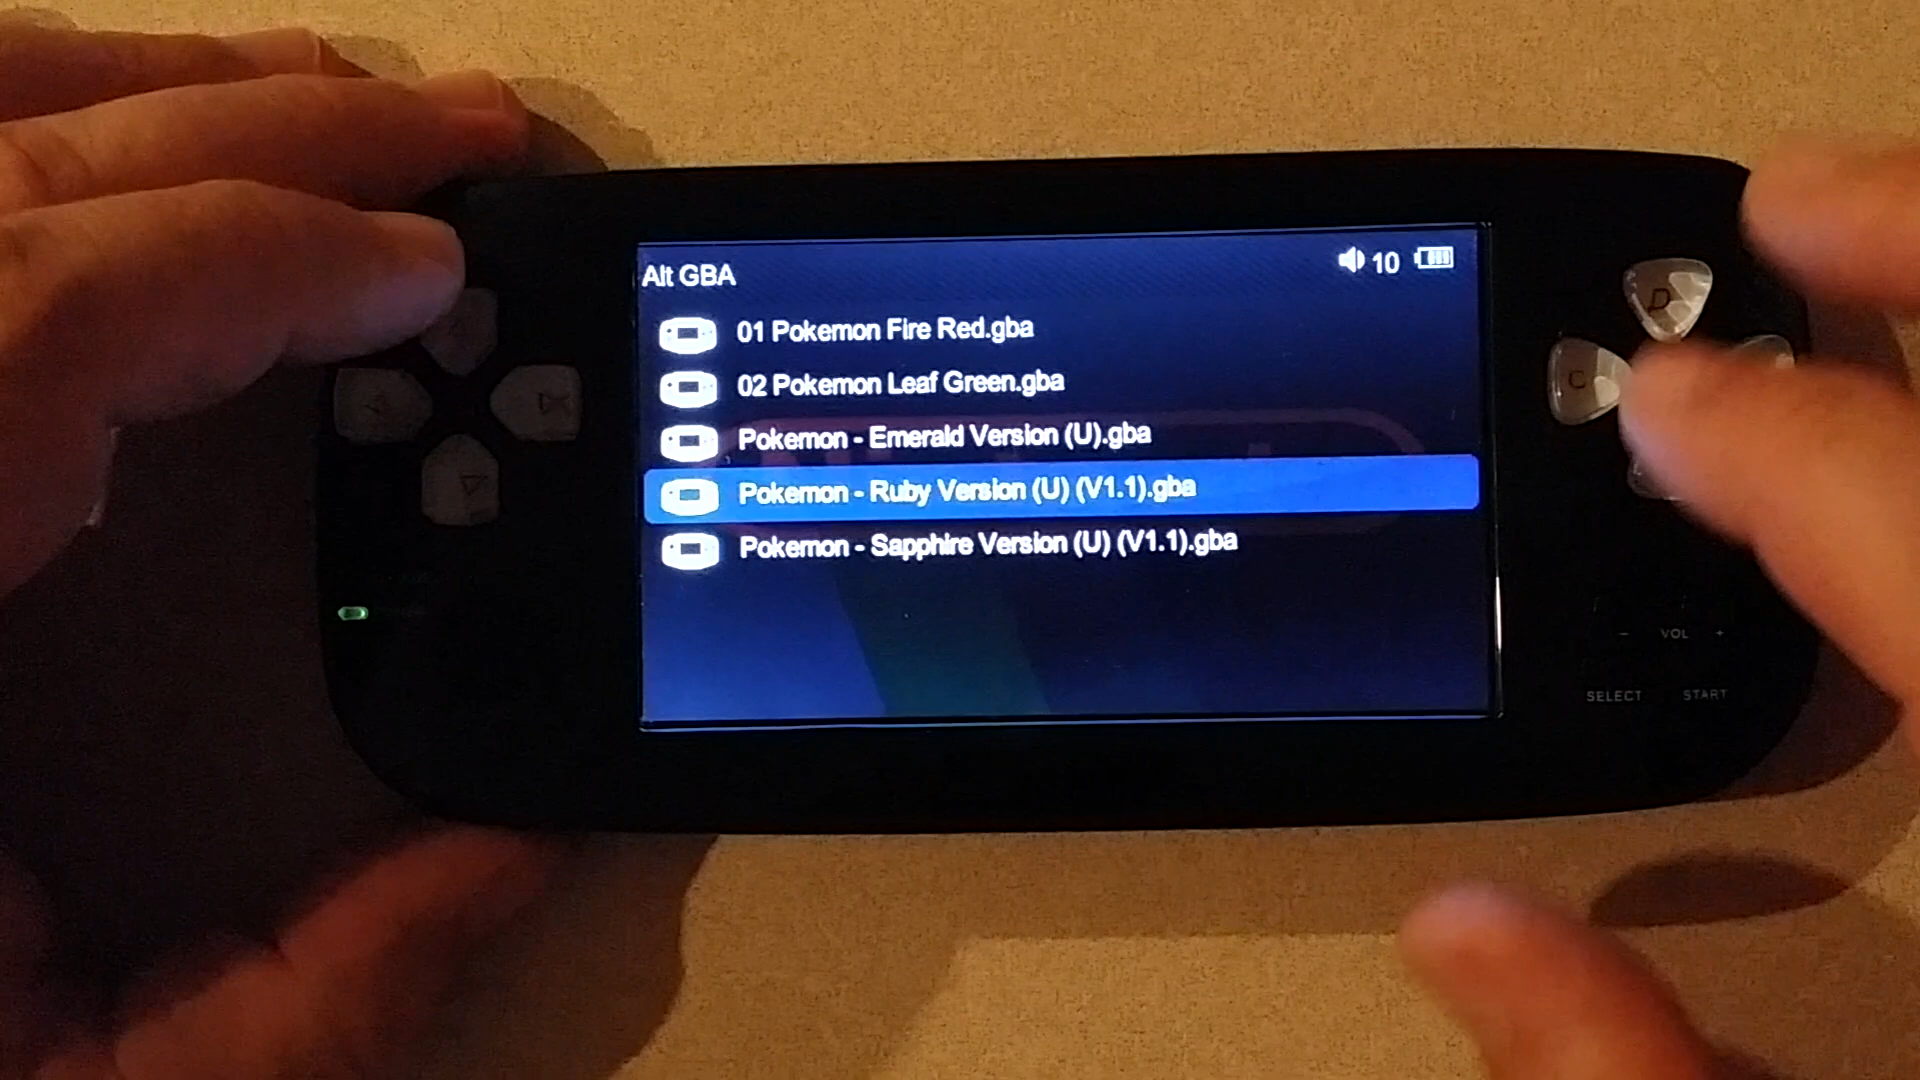 Alt GBA
10
01 Pokemon Fire Red.gba
02 Pokemon Leaf Green.gba
Pokemon - Emerald Version (U).gba
Pokemon - Ruby Version (U) (V1.1).gba
Pokemon - Sapphire Version (U) (V1.1).gba
D
C
- VOL +
SELECT START